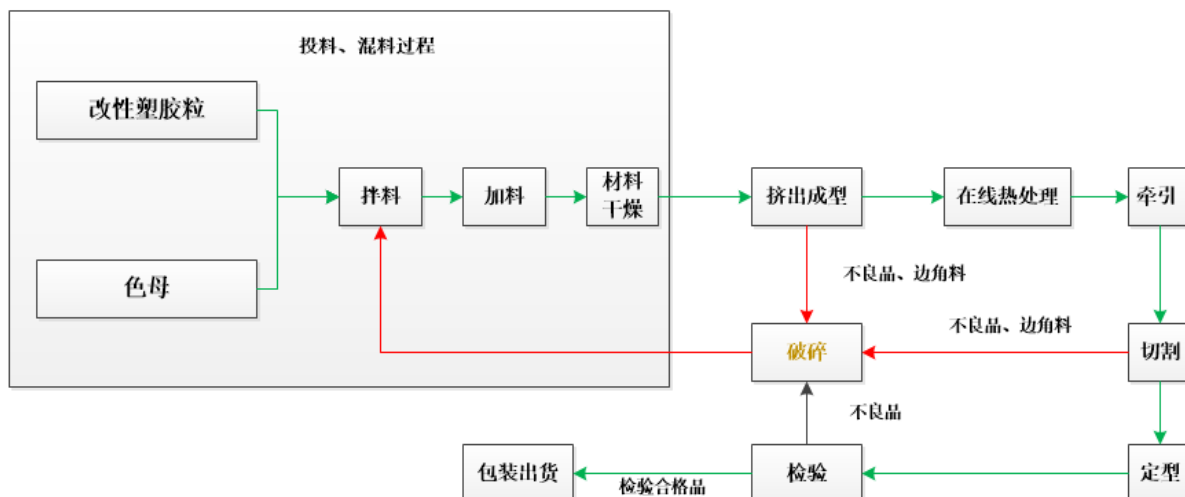 投料、混料过程
改性塑胶粒
色母
拌料
加料
材料
干燥
挤出成型
在线热处理
牵引
不良品、边角料
不良品、边角料
破碎
切割
不良品
包装出货
检验合格品
检验
定型